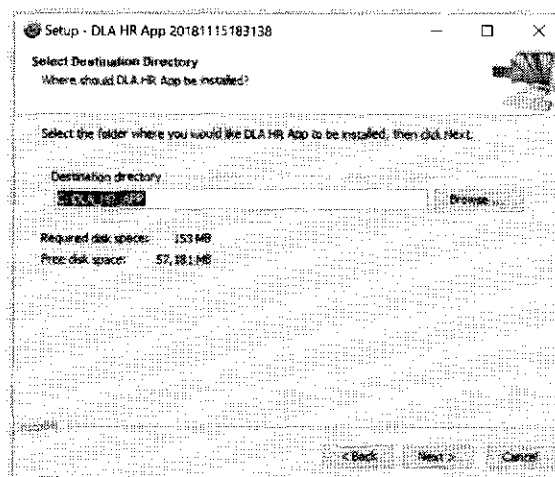 Setup - DLA HR App 20181115183138
Select Destination Directory
Where should DLA HR App be installed?
Select the folder where you would like DLA HR App to be installed, then click Next.
Destination directory
Browse ...
Required disk space: 153 MB
Free disk space: 57,181 MB
< Back
Next >
Cancel